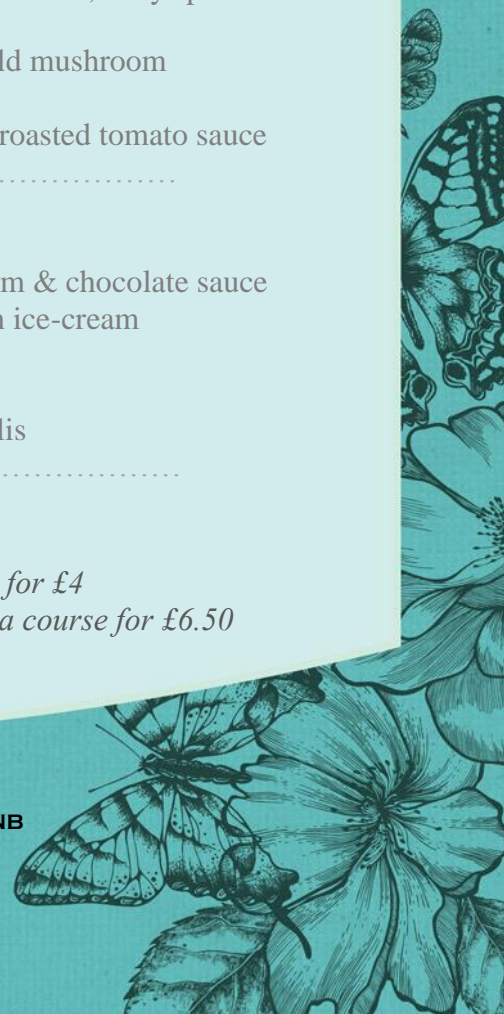 ld mushroom
roasted tomato sauce
m & chocolate sauce
n ice-cream
lis
for £4
a course for £6.50
NB